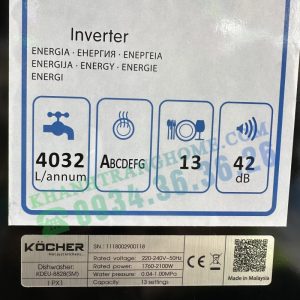 Inverter
ENERGIA · ЕНЕРГИЯ · ΕΝΕΡΓΕΙΑ
ENERGIJA · ENERGY · ENERGIE
ENERGI
4032
L/annum
ABCDEFG
13
42
dB
KHANHTRANGHOME.COM
0934.36.36.26
KÖCHER
SN: 1118002900118
Dishwasher:
KDEU-8828(SM)
IPX1
Rated voltage: 220-240V~50Hz
Rated power: 1760-2100W
Water pressure: 0.04-1.00MPa
Capacity: 13 settings
Made in Malaysia